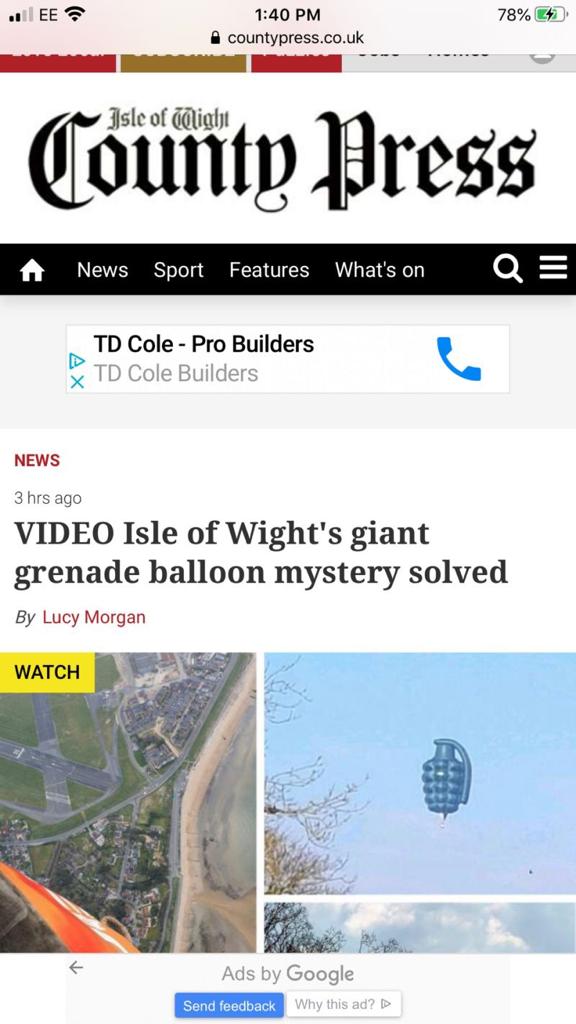 EE 1:40 PM 78%
countypress.co.uk
Isle of Wight
County Press
News Sport Features What's on
TD Cole - Pro Builders
TD Cole Builders
NEWS
3 hrs ago
VIDEO Isle of Wight's giant
grenade balloon mystery solved
By Lucy Morgan
WATCH
Ads by Google
Send feedback Why this ad?